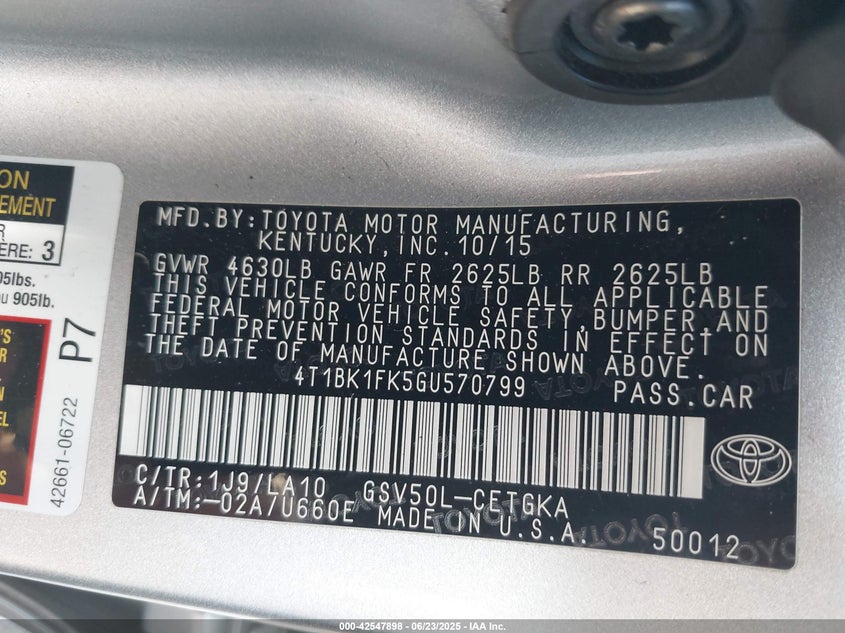 ON
EMENT
R
ÈRE: 3
05lbs.
u 905lb.
'S
R
N
EL
S
P7
42661-06722
MFD.BY:TOYOTA MOTOR MANUFACTURING,
KENTUCKY,INC.10/15
GVWR 4630LB GAWR FR 2625LB RR 2625LB
THIS VEHICLE CONFORMS TO ALL APPLICABLE
FEDERAL MOTOR VEHICLE SAFETY,BUMPER,AND
THEFT PREVENTION STANDARDS IN EFFECT ON
THE DATE OF MANUFACTURE SHOWN ABOVE.
4T1BK1FK5GU570799 PASS.CAR
C/TR:1J9/LA10 GSV50L-CETGKA
A/TM:-02A/U660E MADE IN U.S.A. 50012
000-42547898 - 06/23/2025 - IAA Inc.